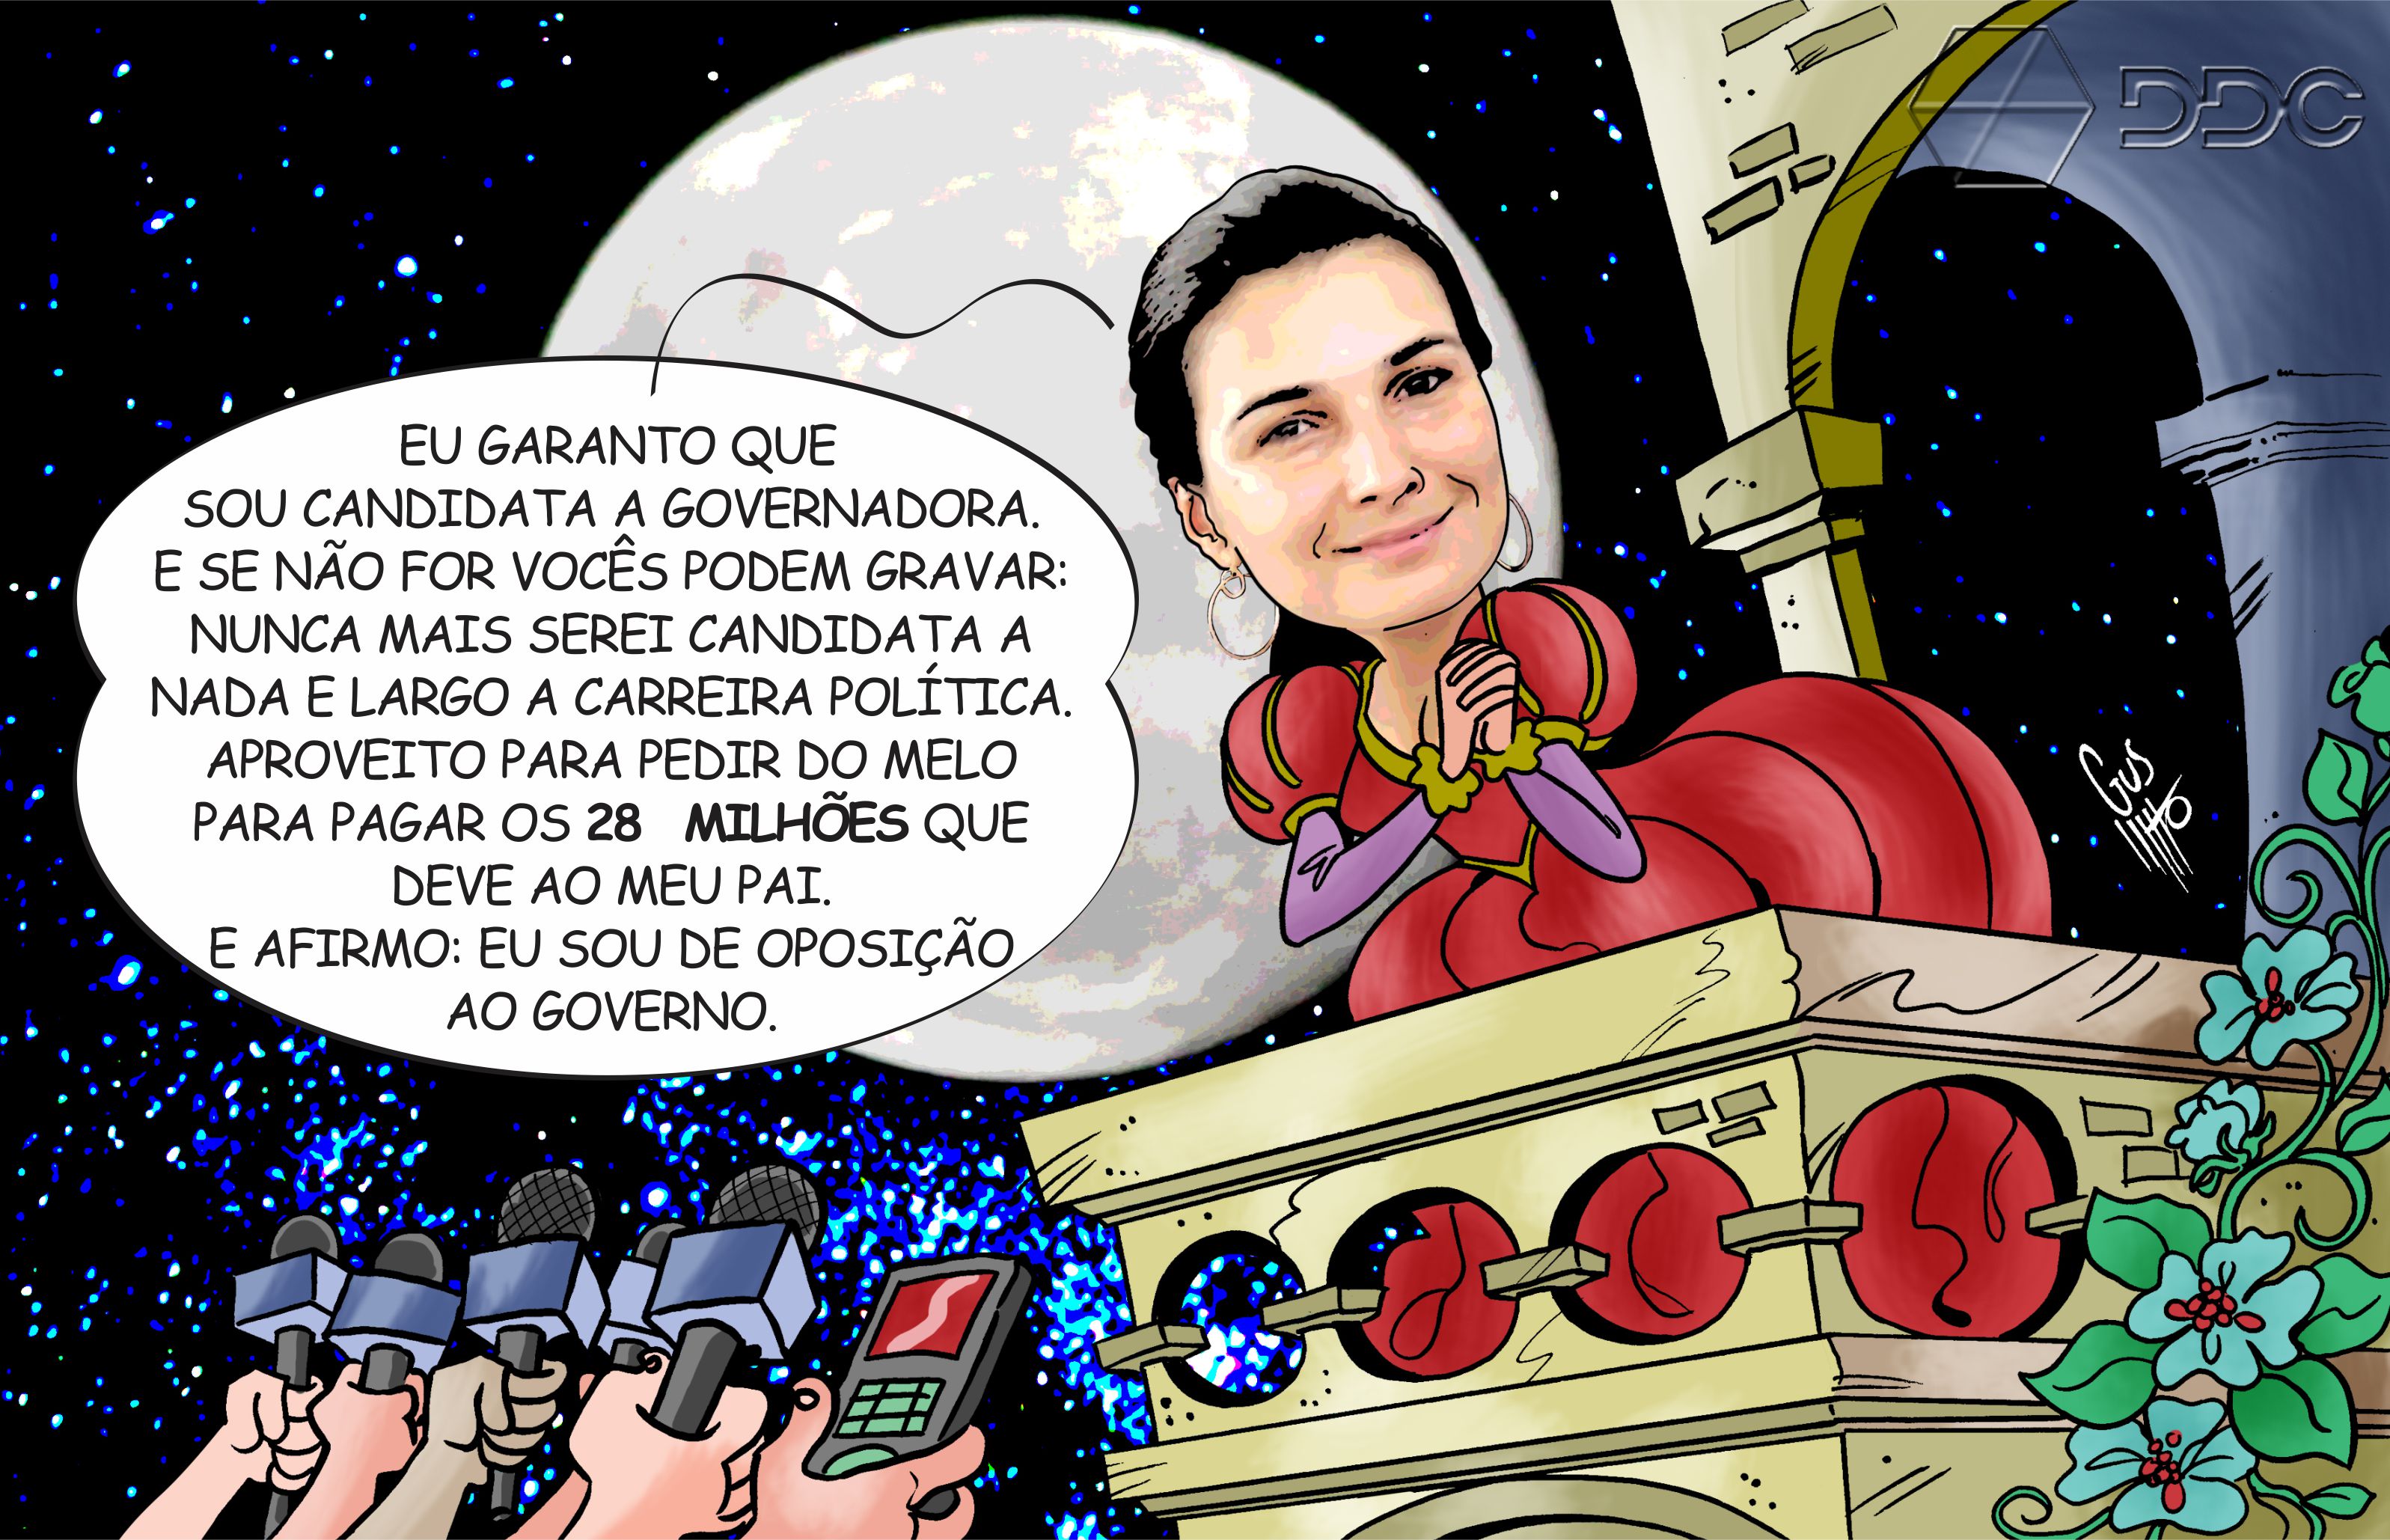 DDC
EU GARANTO QUE
SOU CANDIDATA A GOVERNADORA.
E SE NÃO FOR VOCÊS PODEM GRAVAR:
NUNCA MAIS SEREI CANDIDATA A
NADA E LARGO A CARREIRA POLÍTICA.
APROVEITO PARA PEDIR DO MELO
PARA PAGAR OS 28 MILHÕES QUE
DEVE AO MEU PAI.
E AFIRMO: EU SOU DE OPOSIÇÃO
AO GOVERNO.
Gus